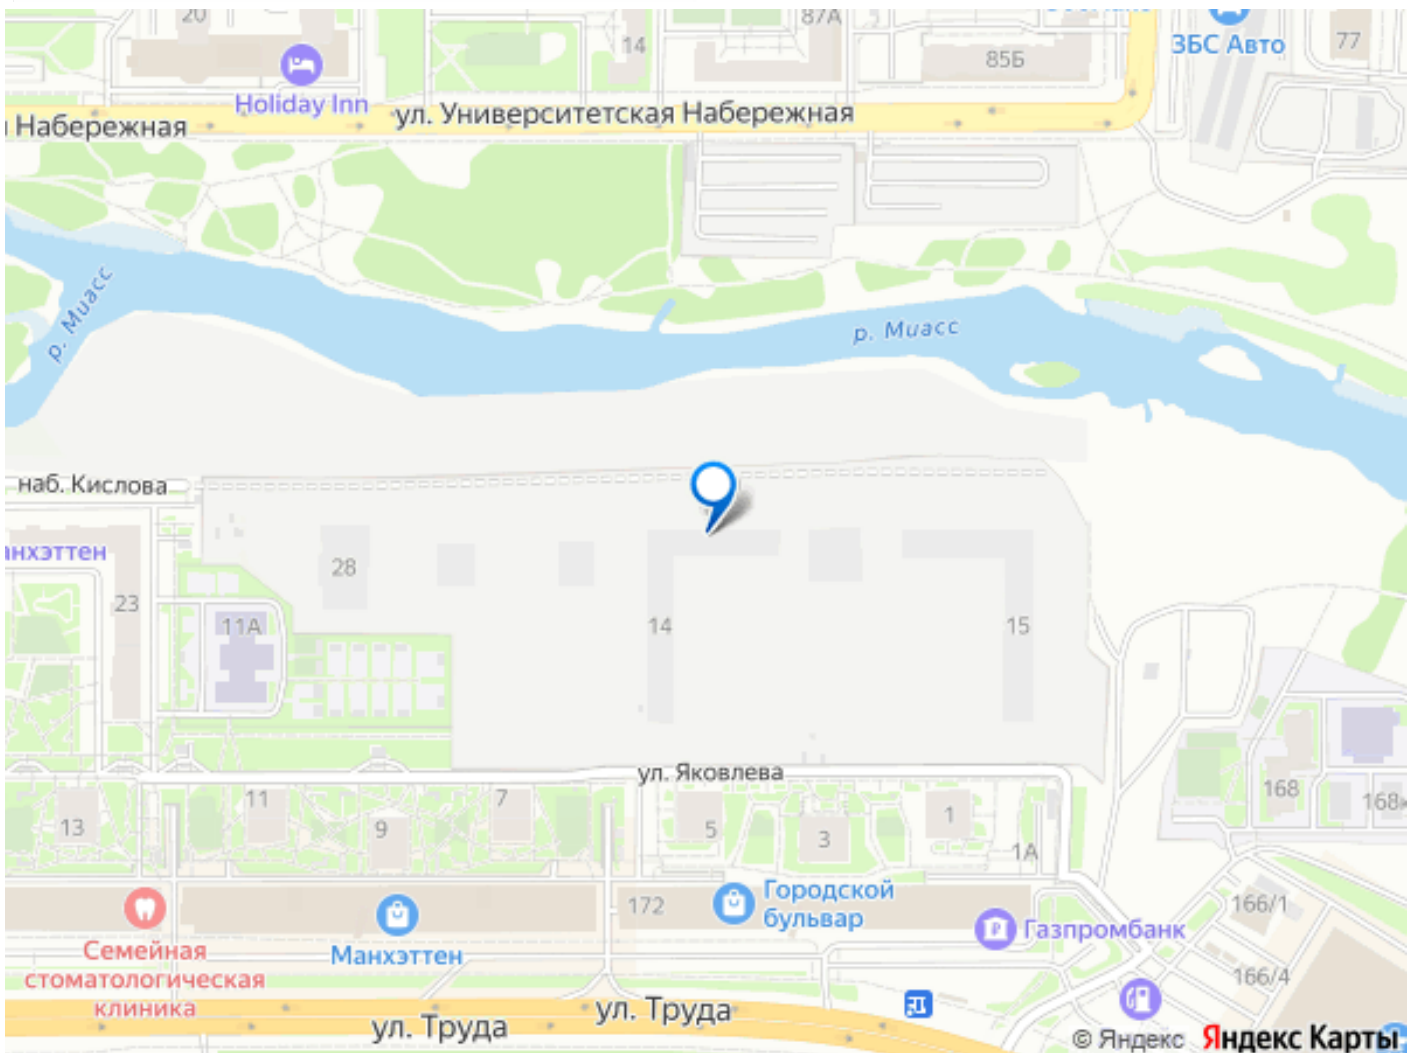 20
87А
14
ЗБС Авто
77
85Б
Holiday Inn
ул. Университетская Набережная
Набережная
р. Миасс
р. Миасс
наб. Кислова
анхэттен
28
23
11А
14
15
ул. Яковлева
11
7
13
9
5
3
1
1А
168
168
172
Городской
бульвар
166/1
Газпромбанк
Манхэттен
Семейная
стоматологическая
клиника
166/4
ул. Труда
ул. Труда
© Яндекс Яндекс Карты